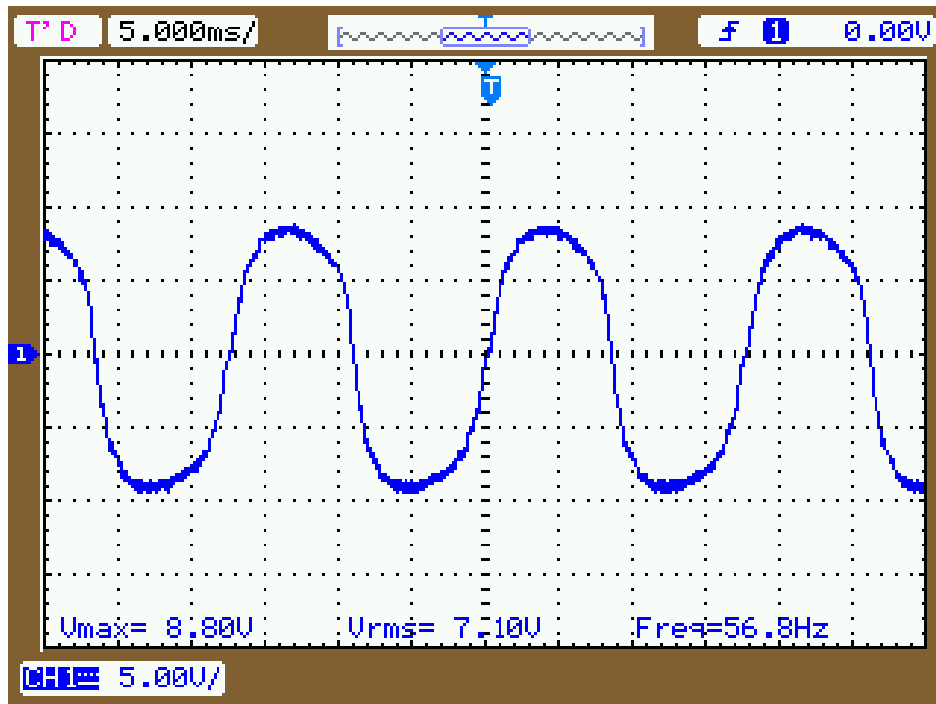 T’D 5.000ms/ T 1 0.00V
T
1
Vmax= 8.80V Vrms= 7.10V Freq=56.8Hz
CH1 5.00V/